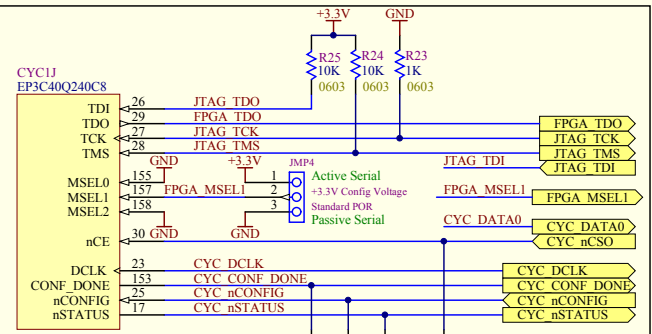 +3.3V GND
R25 R24 R23
10K 10K 1K
0603 0603 0603
CYC1J
EP3C40Q240C8
TDI 26 JTAG_TDO
TDO 29 FPGA_TDO FPGA_TDO
TCK 27 JTAG_TCK JTAG_TCK
TMS 28 JTAG_TMS JTAG_TMS
GND +3.3V JMP4 JTAG_TDI JTAG_TDI
MSEL0 155 1 Active Serial
MSEL1 157 FPGA_MSEL1 2 +3.3V Config Voltage FPGA_MSEL1 FPGA_MSEL1
Standard POR
MSEL2 158 3 Passive Serial
GND GND CYC_DATA0 CYC_DATA0
nCE 30 CYC_nCSO
DCLK 23 CYC_DCLK CYC_DCLK
CONF_DONE 153 CYC_CONF_DONE CYC_CONF_DONE
nCONFIG 25 CYC_nCONFIG CYC_nCONFIG
nSTATUS 17 CYC_nSTATUS CYC_nSTATUS